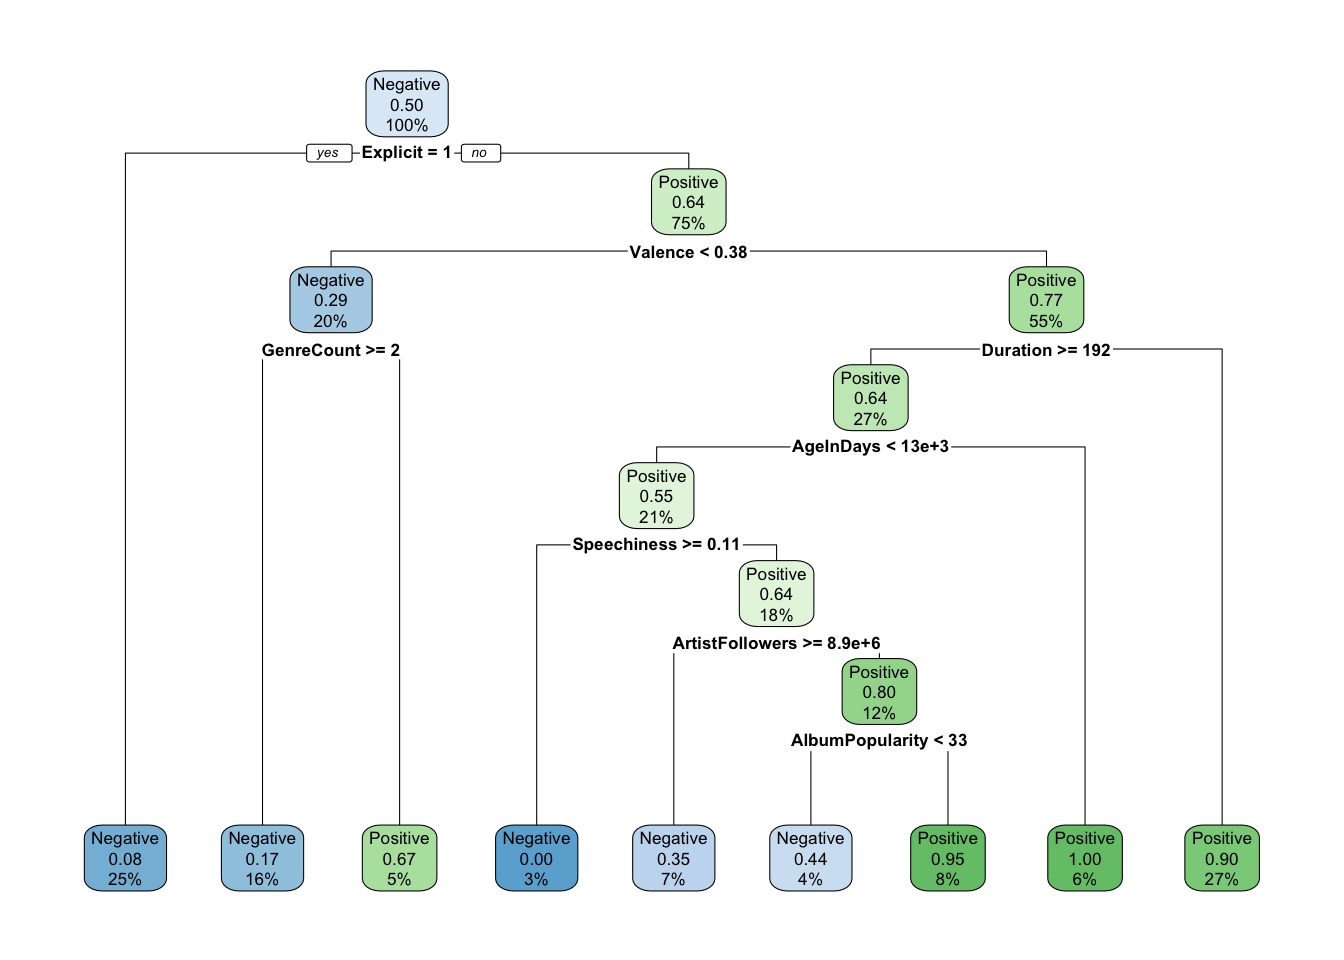 Negative
0.50
100%
yes
Explicit = 1
no
Positive
0.64
75%
Valence < 0.38
Negative
0.29
20%
Positive
0.77
55%
GenreCount >= 2
Duration >= 192
Positive
0.64
27%
AgeInDays < 13e+3
Positive
0.55
21%
Speechiness >= 0.11
Positive
0.64
18%
ArtistFollowers >= 8.9e+6
Positive
0.80
12%
AlbumPopularity < 33
Negative
0.08
25%
Negative
0.17
16%
Positive
0.67
5%
Negative
0.00
3%
Negative
0.35
7%
Negative
0.44
4%
Positive
0.95
8%
Positive
1.00
6%
Positive
0.90
27%